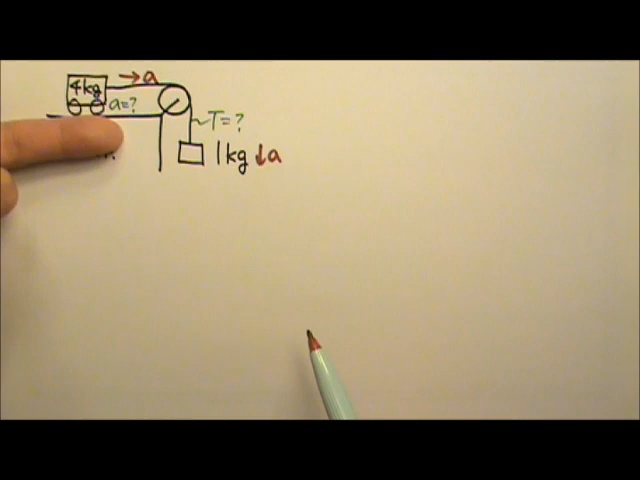 4kg → a
a=?
T=?
1kg ↓a